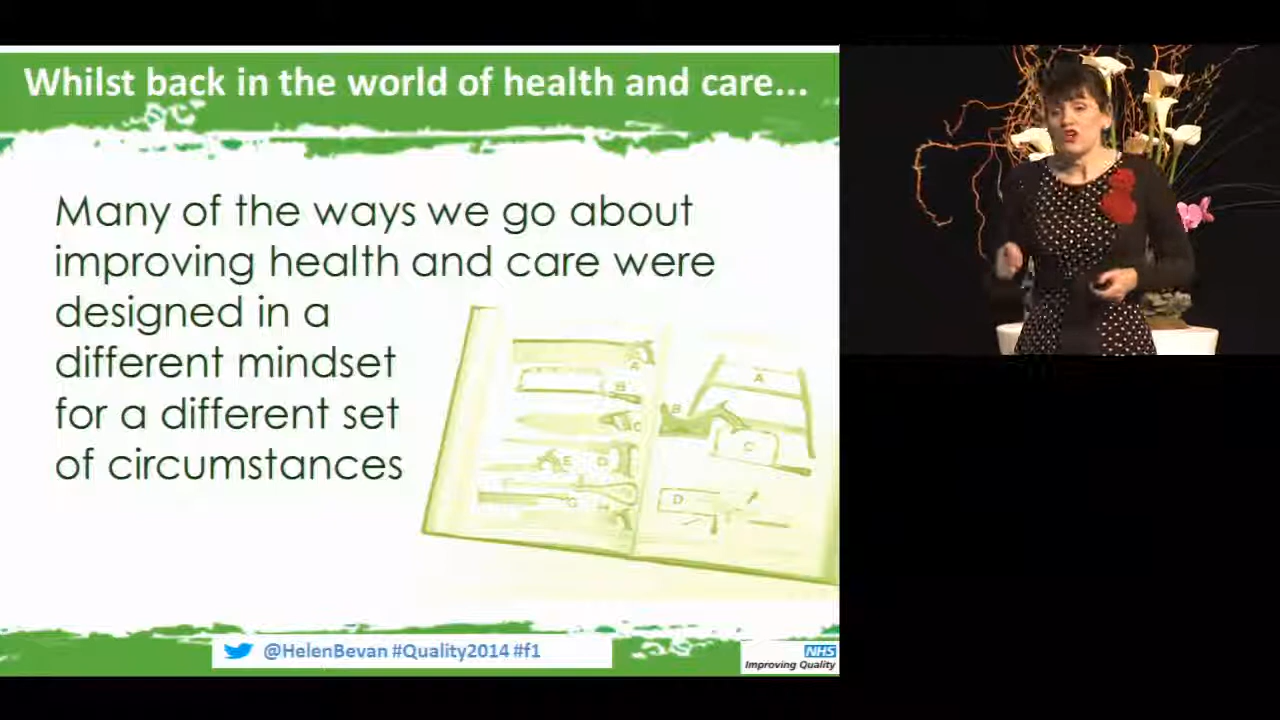 Whilst back in the world of health and care...
Many of the ways we go about
improving health and care were
designed in a
different mindset
for a different set
of circumstances
A
B
C
E D
G H
A
B
C
D
@HelenBevan #Quality2014 #f1
NHS
Improving Quality